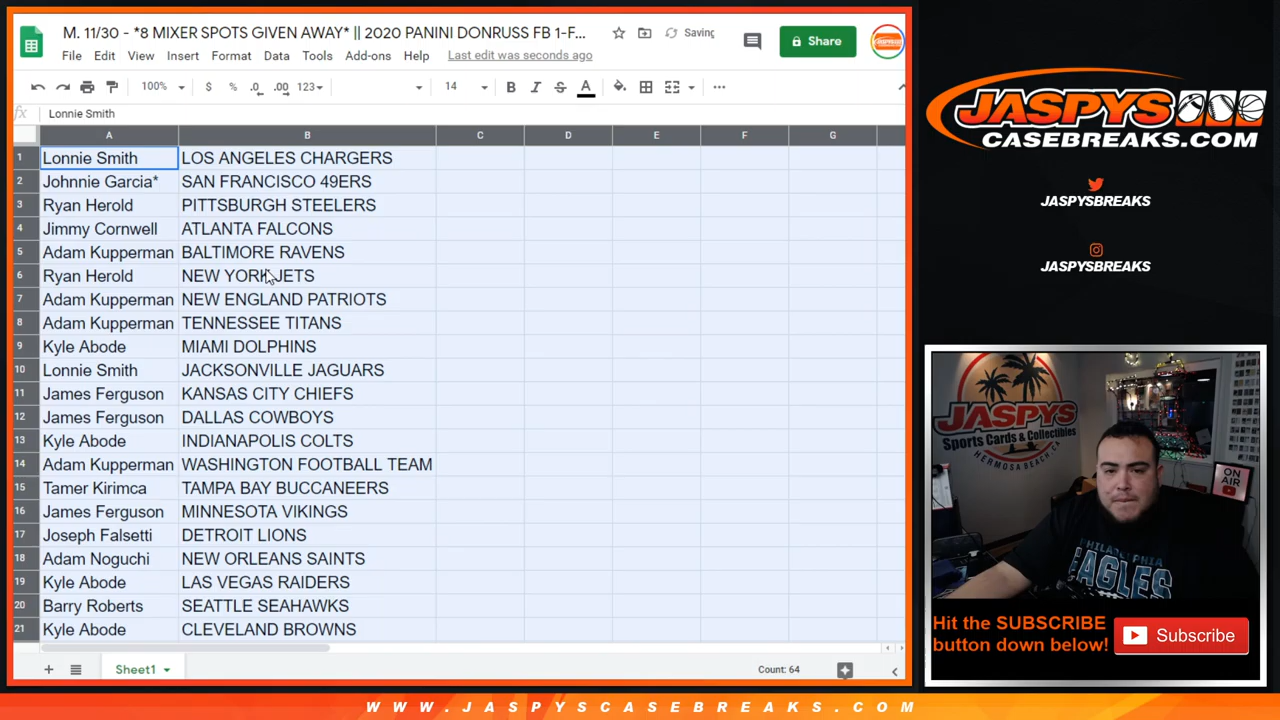 M. 11/30 - *8 MIXER SPOTS GIVEN AWAY* || 2020 PANINI DONRUSS FB 1-F...
Saving
Share
File Edit View Insert Format Data Tools Add-ons Help Last edit was seconds ago
100% $ % .0 .00 123 14 B I S A
fx Lonnie Smith
A B C D E F G
1 Lonnie Smith LOS ANGELES CHARGERS
2 Johnnie Garcia* SAN FRANCISCO 49ERS
3 Ryan Herold PITTSBURGH STEELERS
4 Jimmy Cornwell ATLANTA FALCONS
5 Adam Kupperman BALTIMORE RAVENS
6 Ryan Herold NEW YORK JETS
7 Adam Kupperman NEW ENGLAND PATRIOTS
8 Adam Kupperman TENNESSEE TITANS
9 Kyle Abode MIAMI DOLPHINS
10 Lonnie Smith JACKSONVILLE JAGUARS
11 James Ferguson KANSAS CITY CHIEFS
12 James Ferguson DALLAS COWBOYS
13 Kyle Abode INDIANAPOLIS COLTS
14 Adam Kupperman WASHINGTON FOOTBALL TEAM
15 Tamer Kirimca TAMPA BAY BUCCANEERS
16 James Ferguson MINNESOTA VIKINGS
17 Joseph Falsetti DETROIT LIONS
18 Adam Noguchi NEW ORLEANS SAINTS
19 Kyle Abode LAS VEGAS RAIDERS
20 Barry Roberts SEATTLE SEAHAWKS
21 Kyle Abode CLEVELAND BROWNS
Sheet1
Count: 64
JASPYS
CASEBREAKS.COM
JASPYSBREAKS
JASPYSBREAKS
JASPYS
Sports Cards & Collectibles
HERMOSA BEACH CA
ON AIR
PHILADELPHIA
EAGLES
Hit the SUBSCRIBE
button down below!
Subscribe
WWW.JASPYSCASEBREAKS.COM